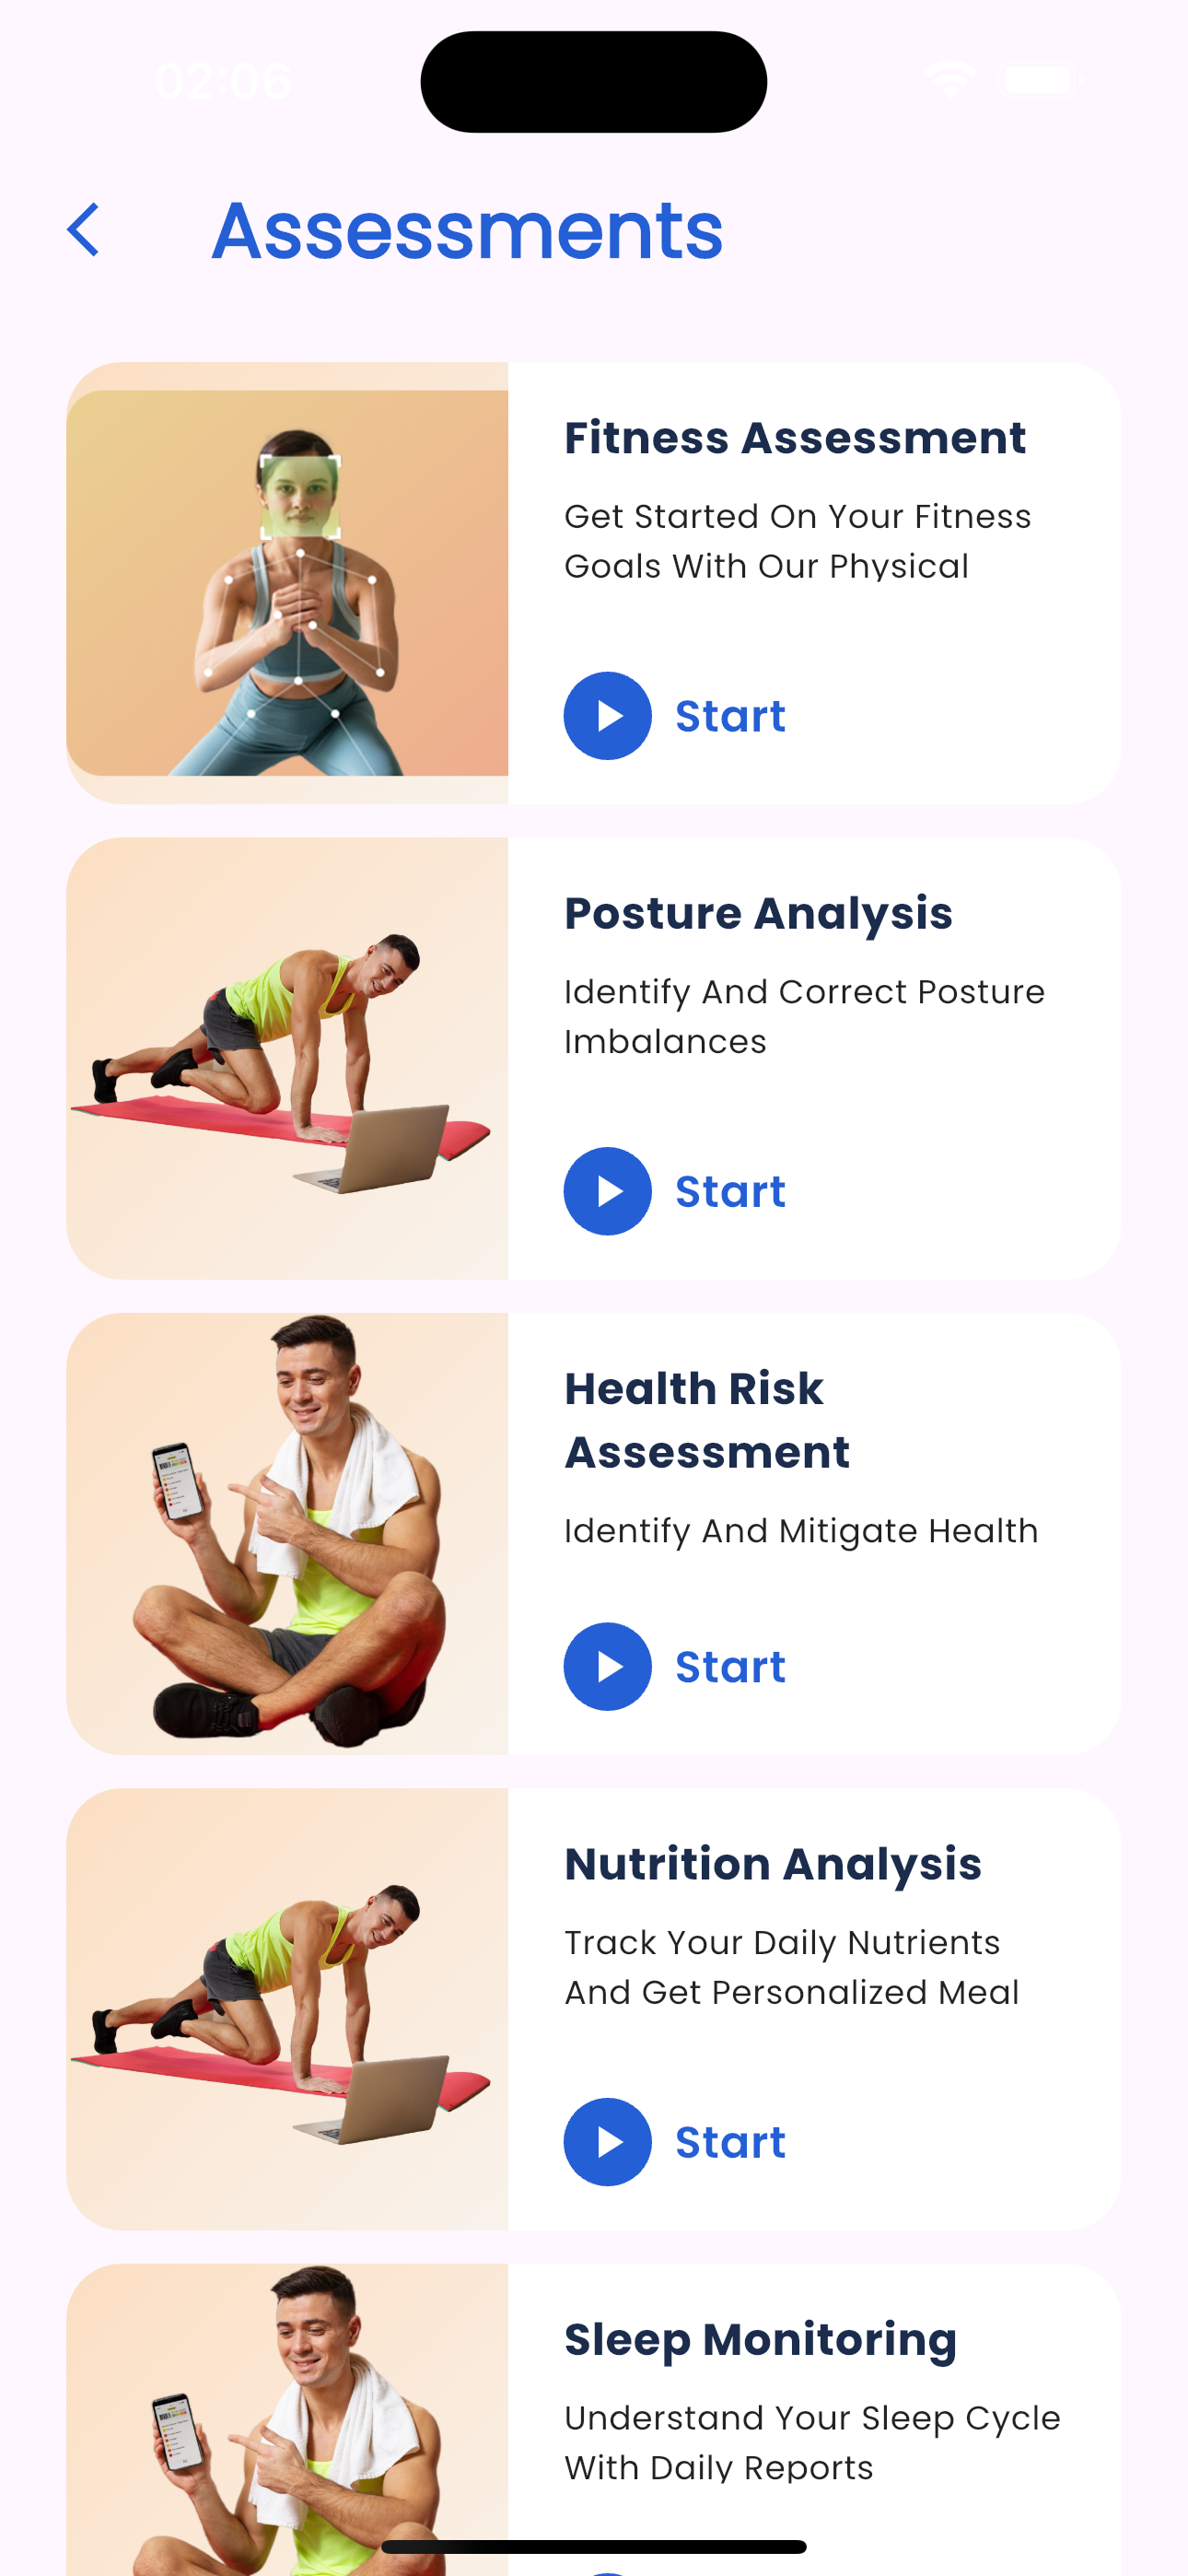 02:06
Assessments
Fitness Assessment
Get Started On Your Fitness
Goals With Our Physical
Start
Posture Analysis
Identify And Correct Posture
Imbalances
Start
Health Risk
Assessment
Identify And Mitigate Health
Start
Nutrition Analysis
Track Your Daily Nutrients
And Get Personalized Meal
Start
Sleep Monitoring
Understand Your Sleep Cycle
With Daily Reports